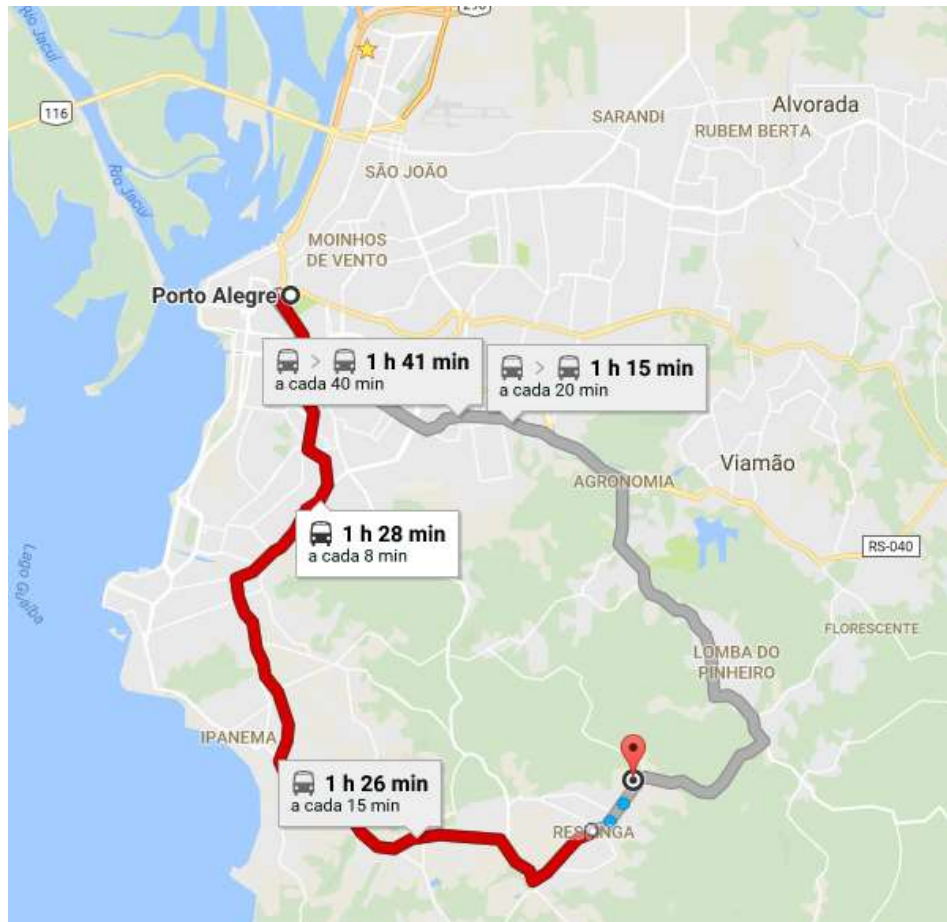 290
Rio Jacuí
116
Alvorada
SARANDI
RUBEM BERTA
SÃO JOÃO
Rio Jacuí
MOINHOS
DE VENTO
Porto Alegre
1 h 41 min
a cada 40 min
1 h 15 min
a cada 20 min
Viamão
AGRONOMIA
1 h 28 min
a cada 8 min
RS-040
Lago Guaíba
FLORESCENTE
LOMBA DO
PINHEIRO
IPANEMA
1 h 26 min
a cada 15 min
RESTINGA